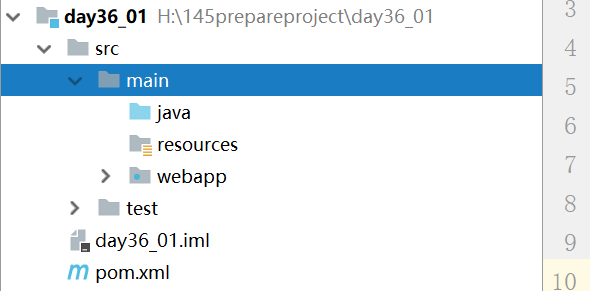 day36_01 H:\145prepareproject\day36_01
src
main
java
resources
webapp
test
day36_01.iml
pom.xml
3
4
5
6
7
8
9
10